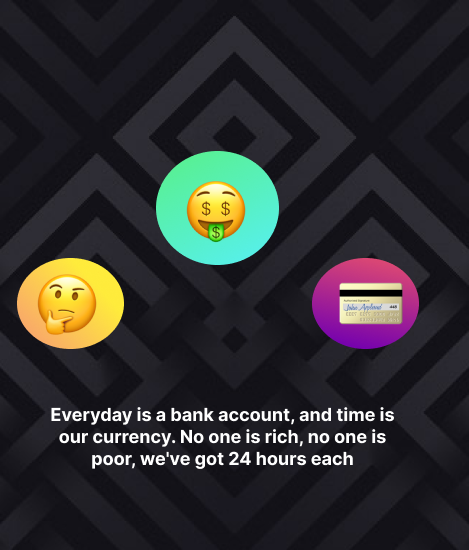 Everyday is a bank account, and time is
our currency. No one is rich, no one is
poor, we've got 24 hours each